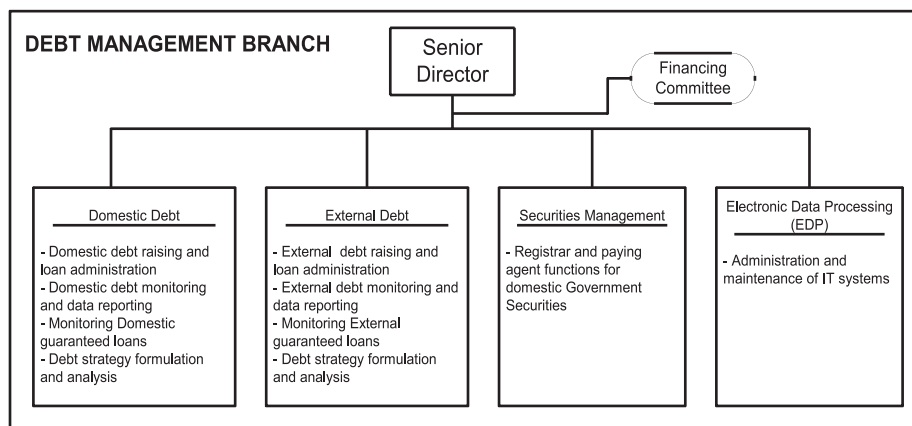 DEBT MANAGEMENT BRANCH
Senior
Director
Financing
Committee
Domestic Debt
- Domestic debt raising and
loan administration
- Domestic debt monitoring
and data reporting
- Monitoring Domestic
guaranteed loans
- Debt strategy formulation
and analysis
External Debt
- External debt raising and
loan administration
- External debt monitoring and
data reporting
- Monitoring External
guaranteed loans
- Debt strategy formulation
and analysis
Securities Management
- Registrar and paying
agent functions for
domestic Government
Securities
Electronic Data Processing
(EDP)
- Administration and
maintenance of IT systems